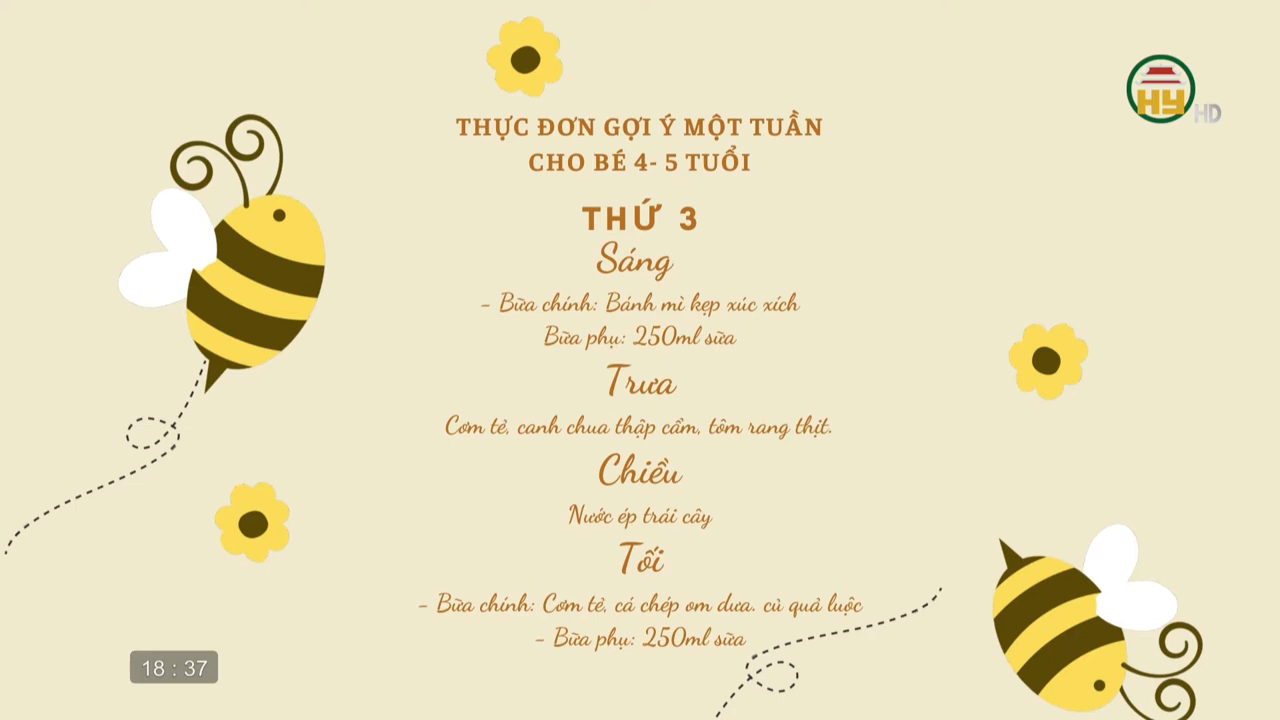 THỰC ĐƠN GỢI Ý MỘT TUẦN
CHO BÉ 4- 5 TUỔI
THỨ 3
Sáng
- Bữa chính: Bánh mì kẹp xúc xích
Bữa phụ: 250ml sữa
Trưa
Cơm tẻ, canh chua thập cẩm, tôm rang thịt.
Chiều
Nước ép trái cây
Tối
- Bữa chính: Cơm tẻ, cá chép om dưa. củ quả luộc
- Bữa phụ: 250ml sữa
HY HD
18 : 37